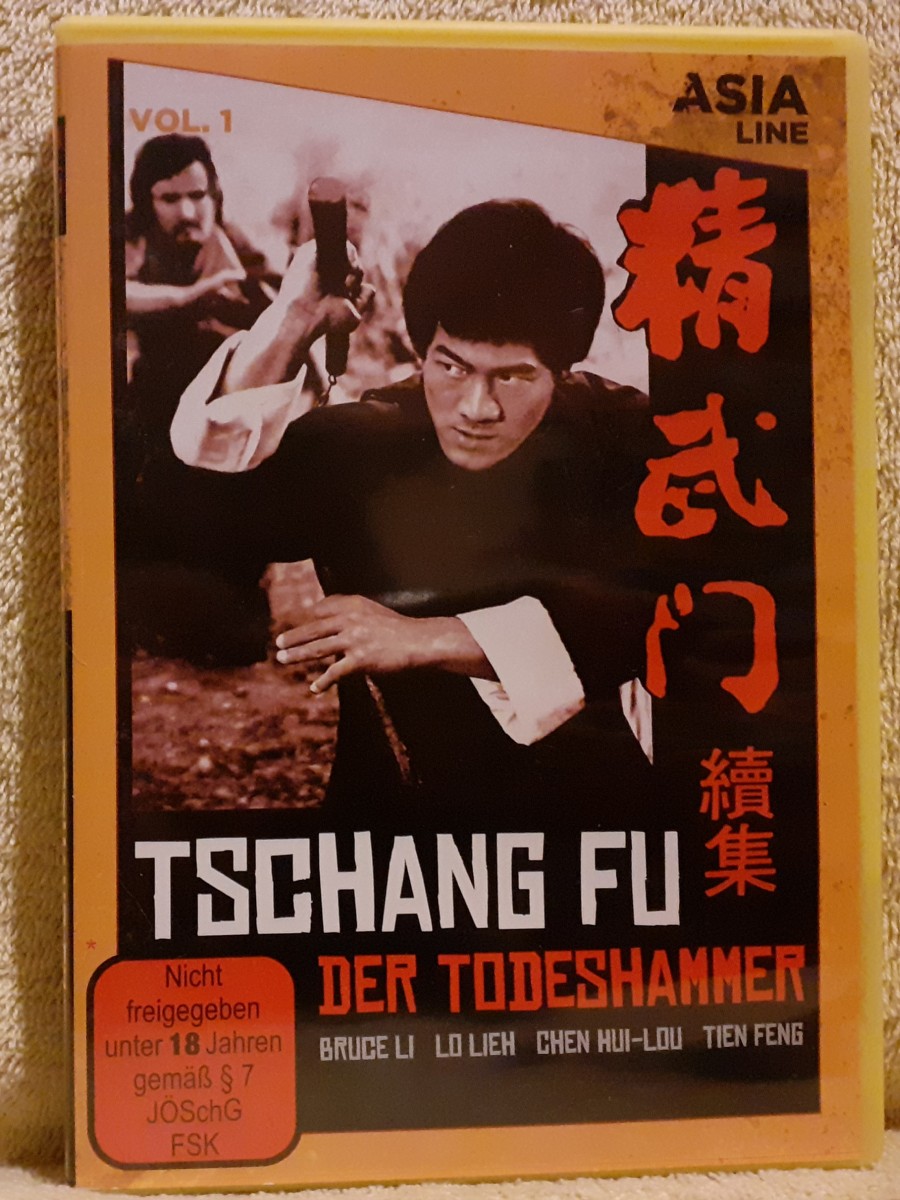 ASIA
LINE
VOL. 1
精武门
續集
TSCHANG FU
DER TODESHAMMER
BRUCE LI LO LIEH CHEN HUI-LOU TIEN FENG
*
Nicht
freigegeben
unter 18 Jahren
gemäß § 7
JÖSchG
FSK